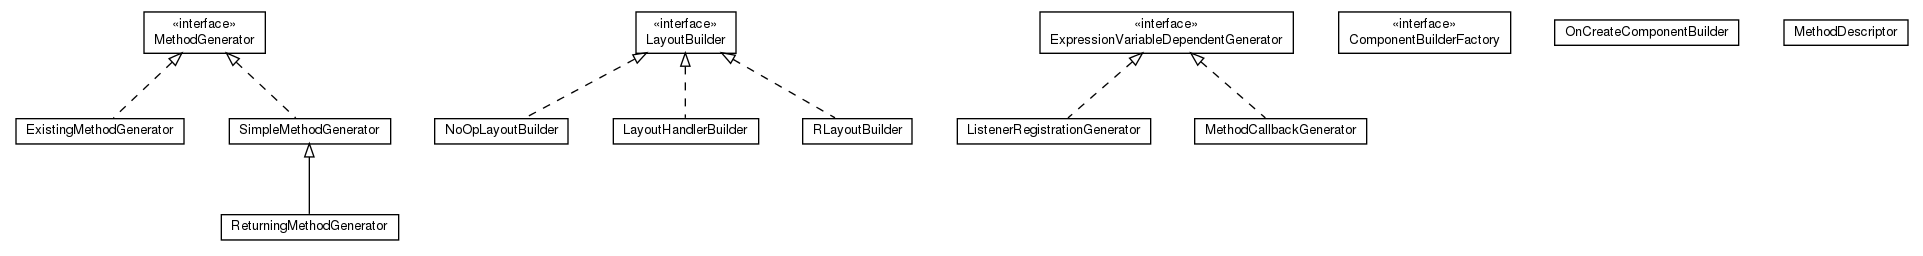 «interface»
MethodGenerator
«interface»
LayoutBuilder
«interface»
ExpressionVariableDependentGenerator
«interface»
ComponentBuilderFactory
OnCreateComponentBuilder
MethodDescriptor
ExistingMethodGenerator
SimpleMethodGenerator
NoOpLayoutBuilder
LayoutHandlerBuilder
RLayoutBuilder
ListenerRegistrationGenerator
MethodCallbackGenerator
ReturningMethodGenerator